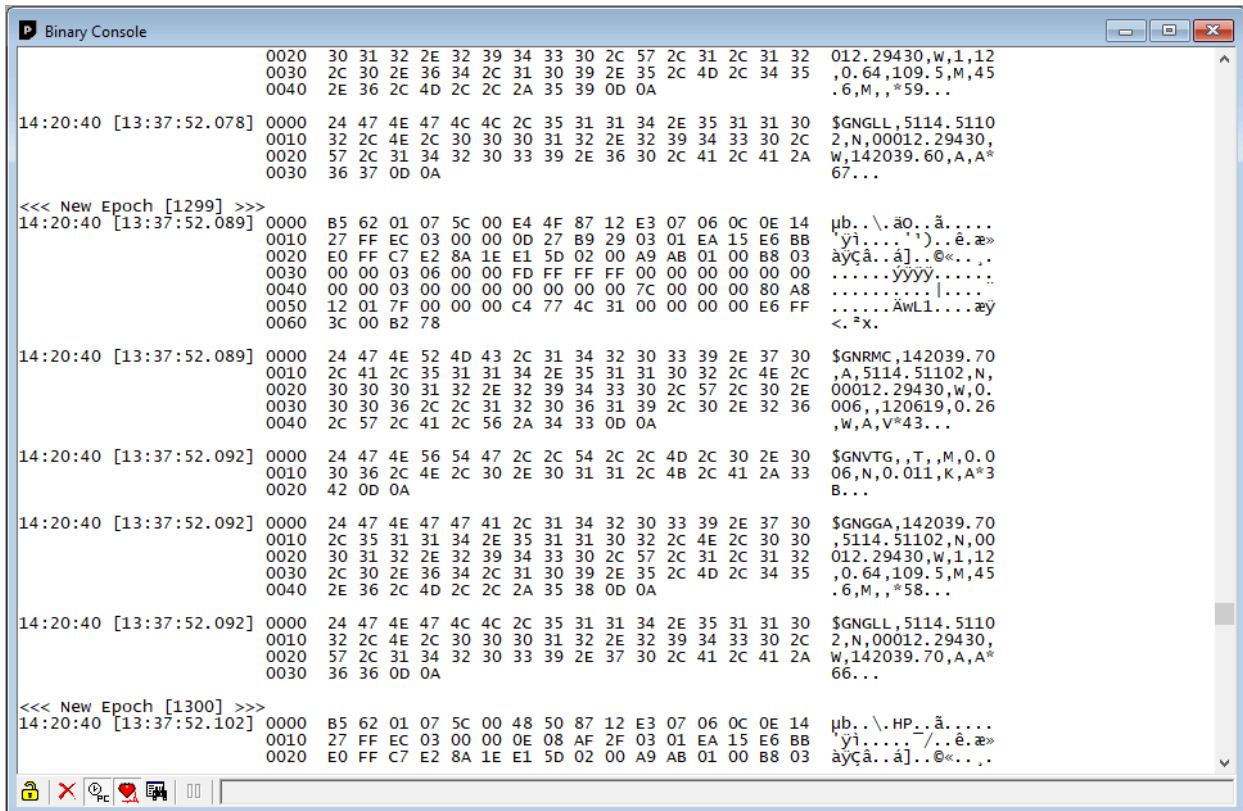 Binary Console
0020 30 31 32 2E 32 39 34 33 30 2C 57 2C 31 2C 31 32 012.29430,W,1,12
0030 2C 30 2E 36 34 2C 31 30 39 2E 35 2C 4D 2C 34 35 ,0.64,109.5,M,45
0040 2E 36 2C 4D 2C 2C 2A 35 39 0D 0A .6,M,,*59...
14:20:40 [13:37:52.078] 0000 24 47 4E 47 4C 4C 2C 35 31 31 34 2E 35 31 31 30 $GNGLL,5114.5110
0010 32 2C 4E 2C 30 30 30 31 32 2E 32 39 34 33 30 2C 2,N,00012.29430,
0020 57 2C 31 34 32 30 33 39 2E 36 30 2C 41 2C 41 2A W,142039.60,A,A*
0030 36 37 0D 0A 67...
<<< New Epoch [1299] >>>
14:20:40 [13:37:52.089] 0000 B5 62 01 07 5C 00 E4 4F 87 12 E3 07 06 0C 0E 14 µb..\.äO..ã.....
0010 27 FF EC 03 00 00 0D 27 B9 29 03 01 EA 15 E6 BB 'ÿì....'¹)..ê.æ»
0020 E0 FF C7 E2 8A 1E E1 5D 02 00 A9 AB 01 00 B8 03 àÿÇâ..á]..©«..¸.
0030 00 00 03 06 00 00 FD FF FF FF 00 00 00 00 00 00 ......ýÿÿÿ......
0040 00 00 03 00 00 00 00 00 00 00 7C 00 00 00 80 A8 ..........|....¨
0050 12 01 7F 00 00 00 C4 77 4C 31 00 00 00 00 E6 FF ......ÄwL1....æÿ
0060 3C 00 B2 78 <.²x.
14:20:40 [13:37:52.089] 0000 24 47 4E 52 4D 43 2C 31 34 32 30 33 39 2E 37 30 $GNRMC,142039.70
0010 2C 41 2C 35 31 31 34 2E 35 31 31 30 32 2C 4E 2C ,A,5114.51102,N,
0020 30 30 30 31 32 2E 32 39 34 33 30 2C 57 2C 30 2E 00012.29430,W,0.
0030 30 30 36 2C 2C 31 32 30 36 31 39 2C 30 2E 32 36 006,,120619,0.26
0040 2C 57 2C 41 2C 56 2A 34 33 0D 0A ,W,A,V*43...
14:20:40 [13:37:52.092] 0000 24 47 4E 56 54 47 2C 2C 54 2C 2C 4D 2C 30 2E 30 $GNVTG,,T,,M,0.0
0010 30 36 2C 4E 2C 30 2E 30 31 31 2C 4B 2C 41 2A 33 06,N,0.011,K,A*3
0020 42 0D 0A B...
14:20:40 [13:37:52.092] 0000 24 47 4E 47 47 41 2C 31 34 32 30 33 39 2E 37 30 $GNGGA,142039.70
0010 2C 35 31 31 34 2E 35 31 31 30 32 2C 4E 2C 30 30 ,5114.51102,N,00
0020 30 31 32 2E 32 39 34 33 30 2C 57 2C 31 2C 31 32 012.29430,W,1,12
0030 2C 30 2E 36 34 2C 31 30 39 2E 35 2C 4D 2C 34 35 ,0.64,109.5,M,45
0040 2E 36 2C 4D 2C 2C 2A 35 38 0D 0A .6,M,,*58...
14:20:40 [13:37:52.092] 0000 24 47 4E 47 4C 4C 2C 35 31 31 34 2E 35 31 31 30 $GNGLL,5114.5110
0010 32 2C 4E 2C 30 30 30 31 32 2E 32 39 34 33 30 2C 2,N,00012.29430,
0020 57 2C 31 34 32 30 33 39 2E 37 30 2C 41 2C 41 2A W,142039.70,A,A*
0030 36 36 0D 0A 66...
<<< New Epoch [1300] >>>
14:20:40 [13:37:52.102] 0000 B5 62 01 07 5C 00 48 50 87 12 E3 07 06 0C 0E 14 µb..\.HP..ã.....
0010 27 FF EC 03 00 00 0E 08 AF 2F 03 01 EA 15 E6 BB 'ÿì.....¯/..ê.æ»
0020 E0 FF C7 E2 8A 1E E1 5D 02 00 A9 AB 01 00 B8 03 àÿÇâ..á]..©«..¸.
PC